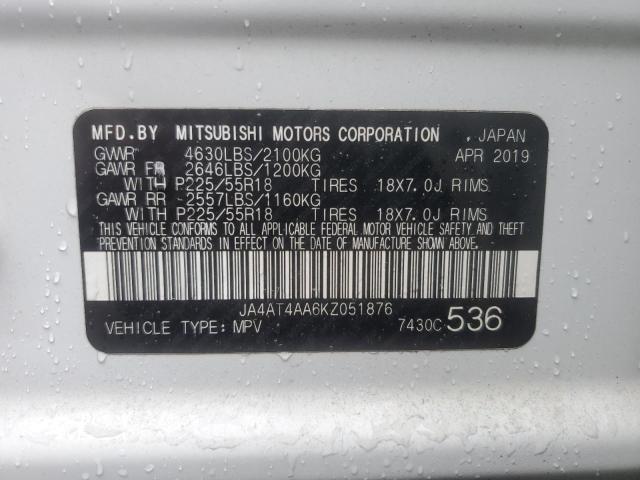 MFD.BY MITSUBISHI MOTORS CORPORATION , JAPAN
GVWR 4630LBS/2100KG APR 2019
GAWR FR 2646LBS/1200KG
WITH P225/55R18 TIRES 18X7.0J RIMS
GAWR RR 2557LBS/1160KG
WITH P225/55R18 TIRES 18X7.0J RIMS
THIS VEHICLE CONFORMS TO ALL APPLICABLE FEDERAL MOTOR VEHICLE SAFETY AND THEFT
PREVENTION STANDARDS IN EFFECT ON THE DATE OF MANUFACTURE SHOWN ABOVE.
JA4AT4AA6KZ051876
VEHICLE TYPE: MPV 7430C 536